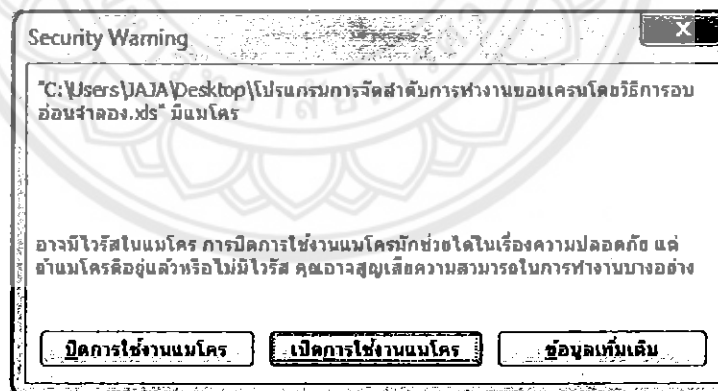 Security Warning
X
"C:\Users\JAJA\Desktop\โปรแกรมการจัดลำดับการทำงานของเครนโดยวิธีการอบ
อ่อนจำลอง.xls" มีแมโคร
อาจมีไวรัสในแมโคร การปิดการใช้งานแมโครมักช่วยได้ในเรื่องความปลอดภัย แต่
ถ้าแมโครดีอยู่แล้วหรือไม่มีไวรัส คุณอาจสูญเสียความสามารถในการทำงานบางอย่าง
ปิดการใช้งานแมโคร
เปิดการใช้งานแมโคร
ข้อมูลเพิ่มเติม